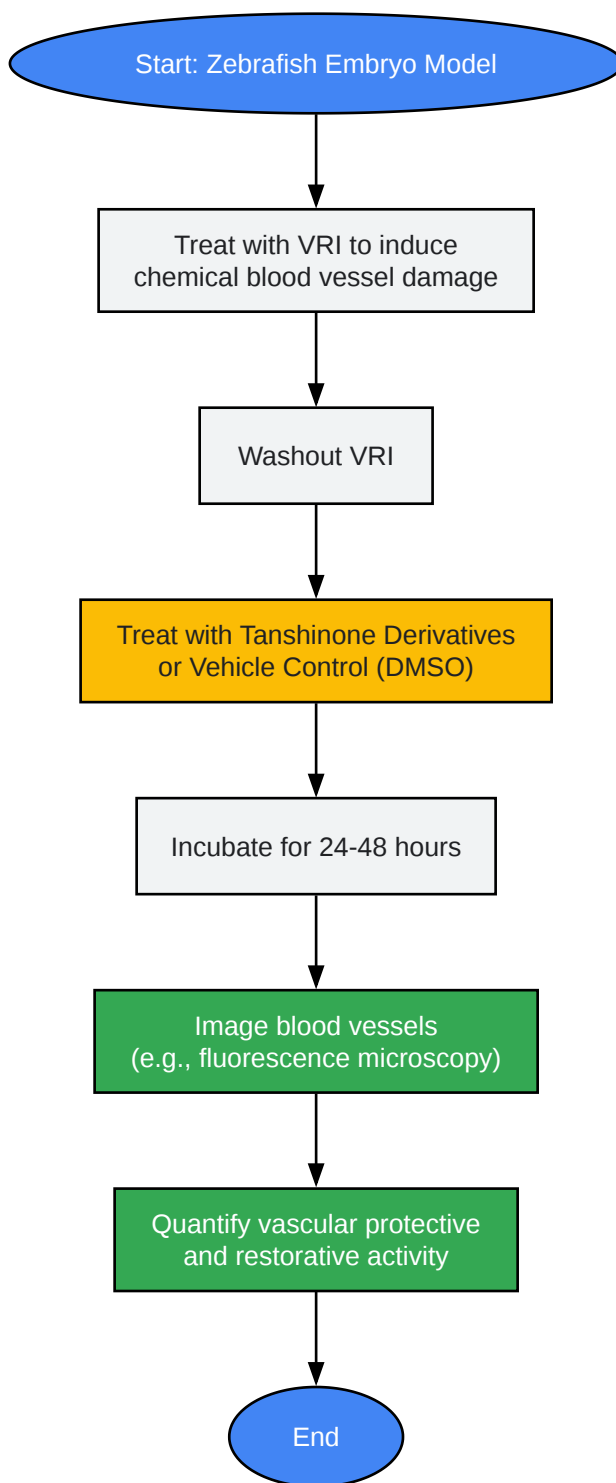 Start: Zebrafish Embryo Model
Treat with VRI to induce
chemical blood vessel damage
Washout VRI
Treat with Tanshinone Derivatives
or Vehicle Control (DMSO)
Incubate for 24-48 hours
Image blood vessels
(e.g., fluorescence microscopy)
Quantify vascular protective
and restorative activity
End